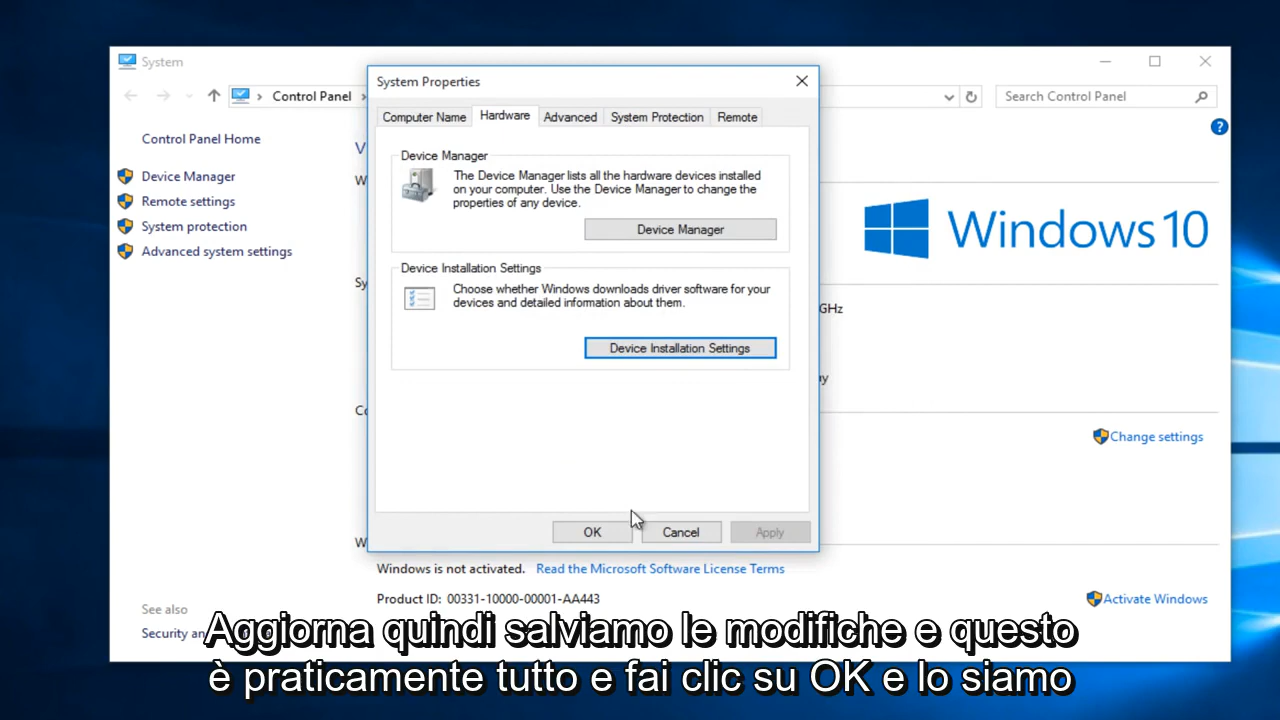 System
System Properties
Control Panel
Search Control Panel
Control Panel Home
Device Manager
Remote settings
System protection
Advanced system settings
See also
Computer Name
Hardware
Advanced
System Protection
Remote
Device Manager
The Device Manager lists all the hardware devices installed
on your computer. Use the Device Manager to change the
properties of any device.
Device Manager
Device Installation Settings
Choose whether Windows downloads driver software for your
devices and detailed information about them.
Device Installation Settings
OK
Cancel
Apply
Windows 10
GHz
Change settings
Windows is not activated. Read the Microsoft Software License Terms
Product ID: 00331-10000-00001-AA443
Activate Windows
Security
Aggiorna quindi salviamo le modifiche e questo
è praticamente tutto e fai clic su OK e lo siamo